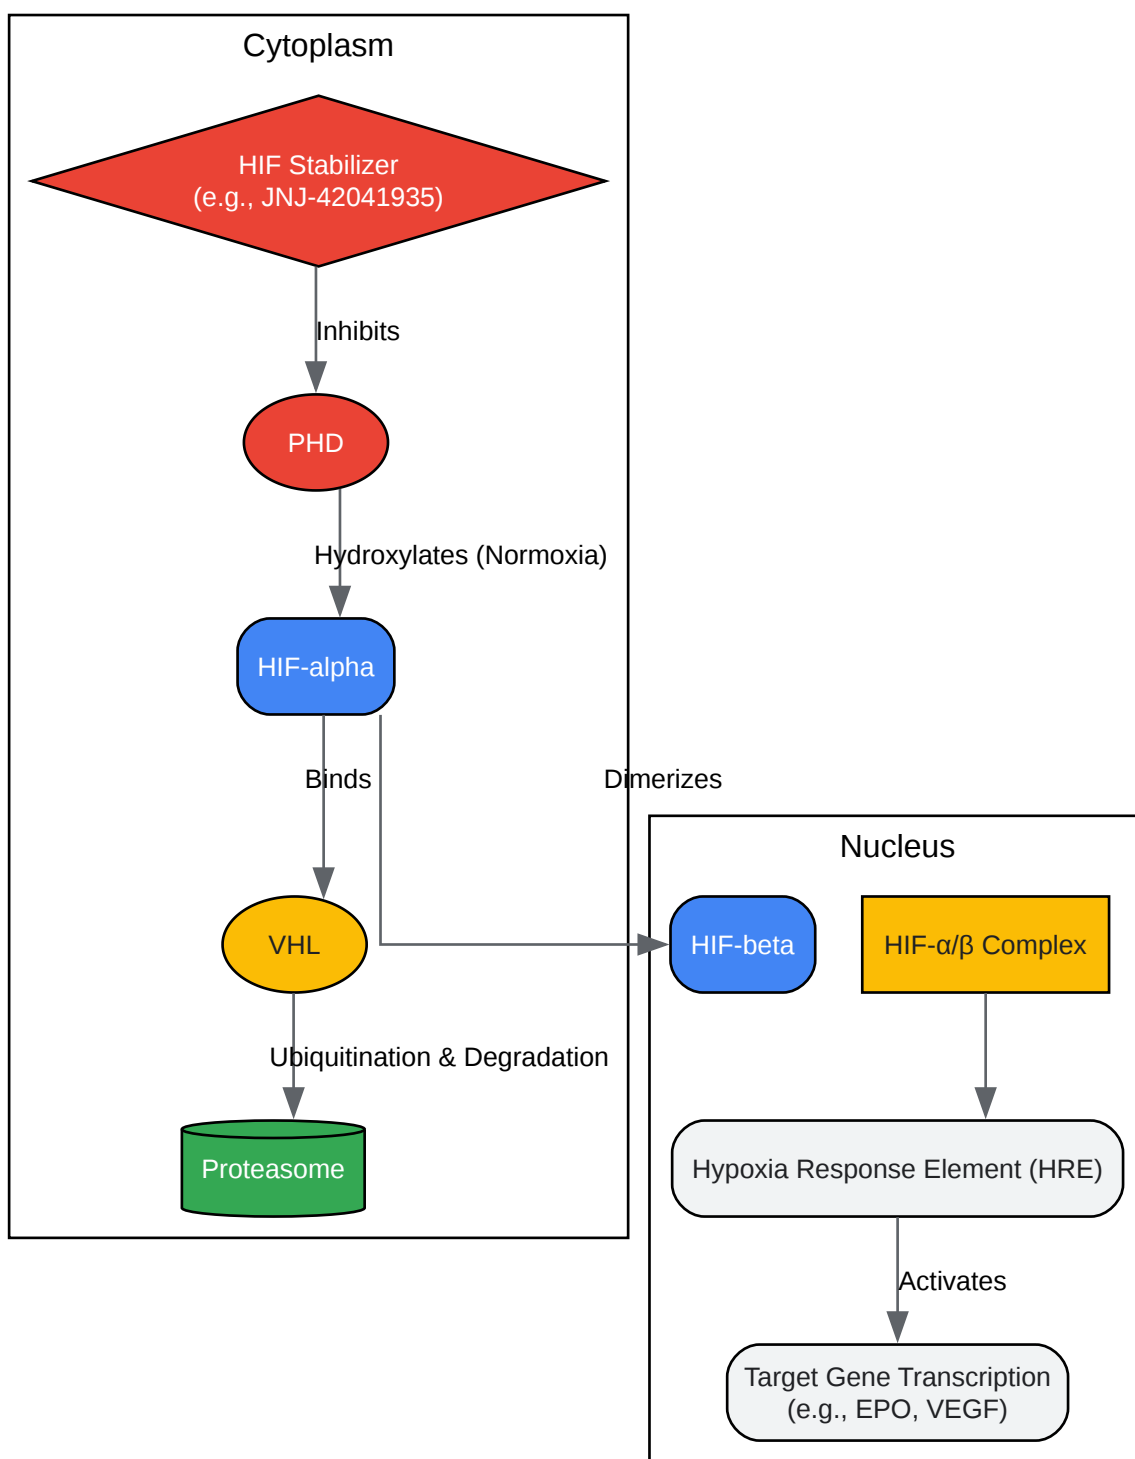 Cytoplasm
HIF Stabilizer
(e.g., JNJ-42041935)
Inhibits
PHD
Hydroxylates (Normoxia)
HIF-alpha
Binds
Dimerizes
Nucleus
VHL
HIF-beta
HIF-α/β Complex
Ubiquitination & Degradation
Proteasome
Hypoxia Response Element (HRE)
Activates
Target Gene Transcription
(e.g., EPO, VEGF)